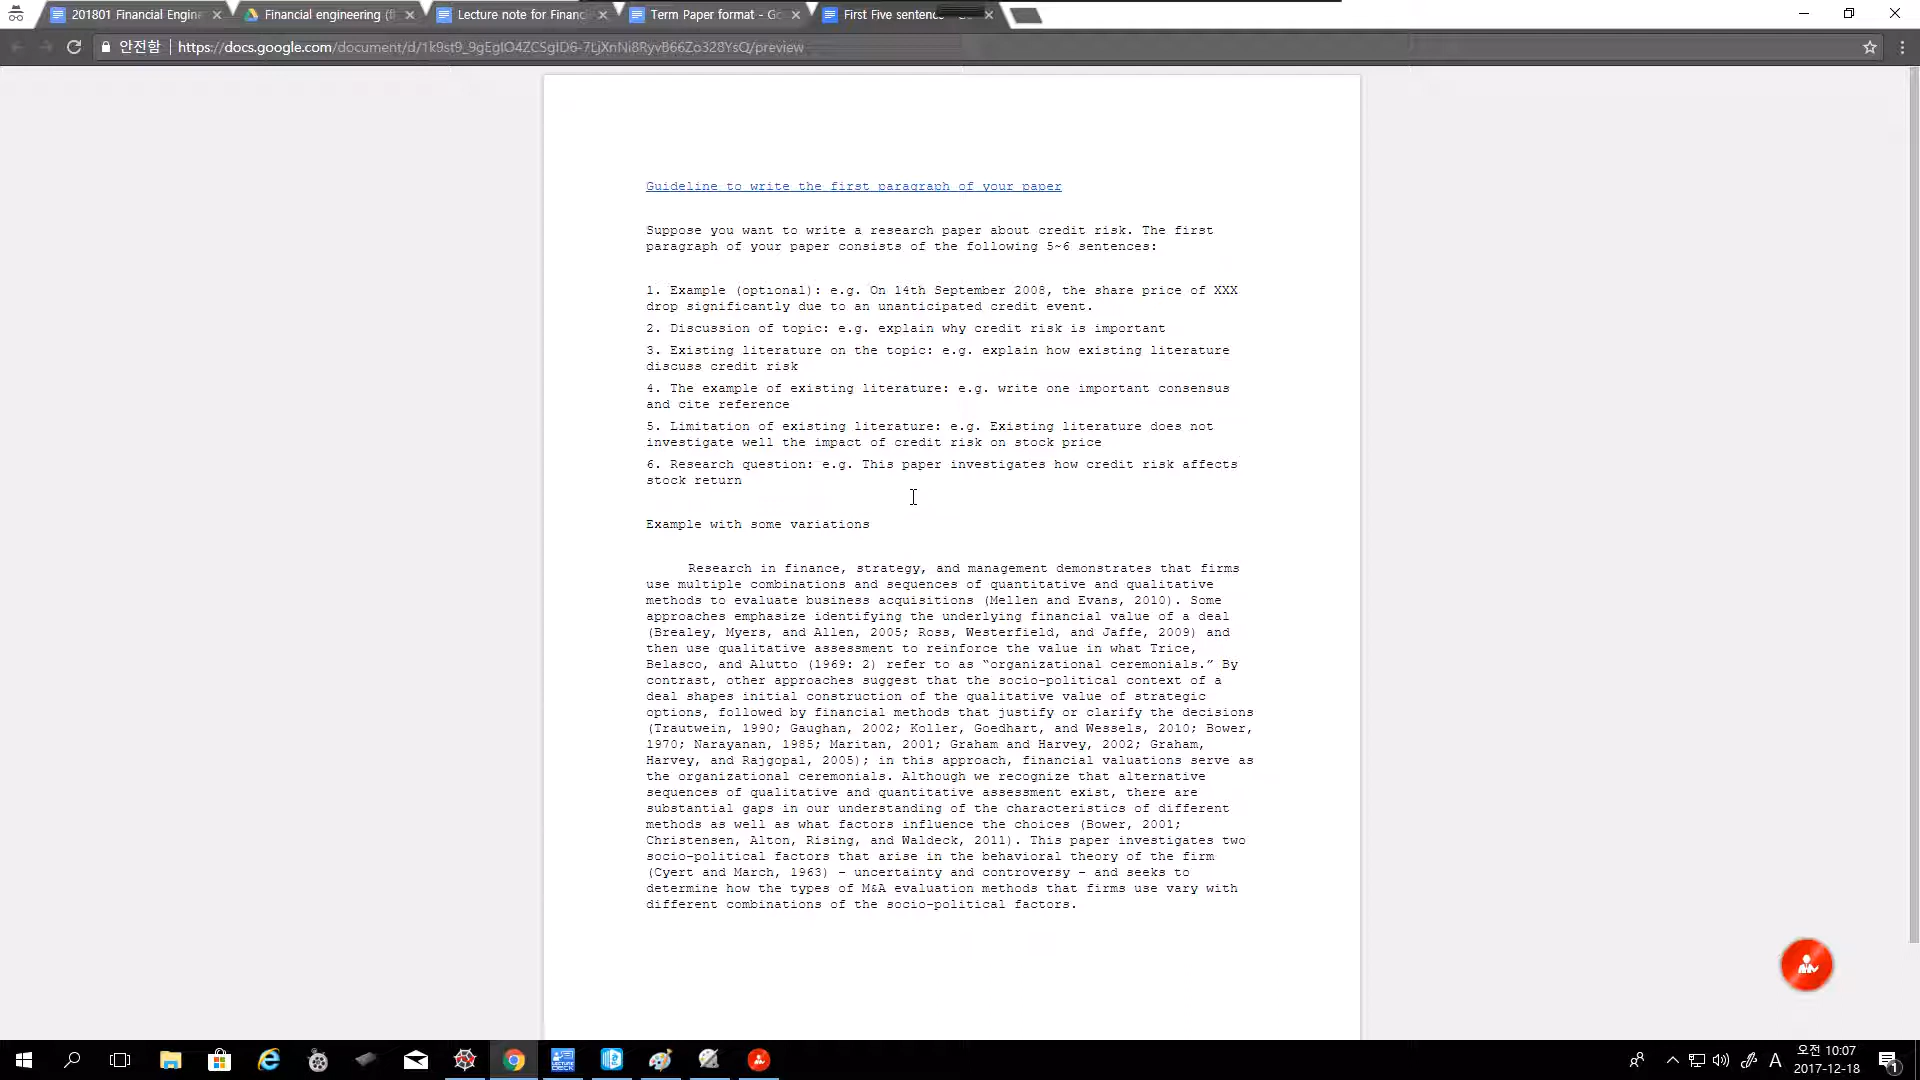 201801 Financial Engin
Financial engineering (f
Lecture note for Financ
Term Paper format - Go
First Five sentenc
안전함
https://docs.google.com/document/d/1k9st9_9gEgIO4ZCSgID6-7LjXnNi8RyvB66Zo328YsQ/preview
Guideline to write the first paragraph of your paper
Suppose you want to write a research paper about credit risk. The first
paragraph of your paper consists of the following 5~6 sentences:
1. Example (optional): e.g. On 14th September 2008, the share price of XXX
drop significantly due to an unanticipated credit event.
2. Discussion of topic: e.g. explain why credit risk is important
3. Existing literature on the topic: e.g. explain how existing literature
discuss credit risk
4. The example of existing literature: e.g. write one important consensus
and cite reference
5. Limitation of existing literature: e.g. Existing literature does not
investigate well the impact of credit risk on stock price
6. Research question: e.g. This paper investigates how credit risk affects
stock return
Example with some variations
Research in finance, strategy, and management demonstrates that firms
use multiple combinations and sequences of quantitative and qualitative
methods to evaluate business acquisitions (Mellen and Evans, 2010). Some
approaches emphasize identifying the underlying financial value of a deal
(Brealey, Myers, and Allen, 2005; Ross, Westerfield, and Jaffe, 2009) and
then use qualitative assessment to reinforce the value in what Trice,
Belasco, and Alutto (1969: 2) refer to as “organizational ceremonials.” By
contrast, other approaches suggest that the socio-political context of a
deal shapes initial construction of the qualitative value of strategic
options, followed by financial methods that justify or clarify the decisions
(Trautwein, 1990; Gaughan, 2002; Koller, Goedhart, and Wessels, 2010; Bower,
1970; Narayanan, 1985; Maritan, 2001; Graham and Harvey, 2002; Graham,
Harvey, and Rajgopal, 2005); in this approach, financial valuations serve as
the organizational ceremonials. Although we recognize that alternative
sequences of qualitative and quantitative assessment exist, there are
substantial gaps in our understanding of the characteristics of different
methods as well as what factors influence the choices (Bower, 2001;
Christensen, Alton, Rising, and Waldeck, 2011). This paper investigates two
socio-political factors that arise in the behavioral theory of the firm
(Cyert and March, 1963) – uncertainty and controversy – and seeks to
determine how the types of M&A evaluation methods that firms use vary with
different combinations of the socio-political factors.
A
오전 10:07
2017-12-18
1